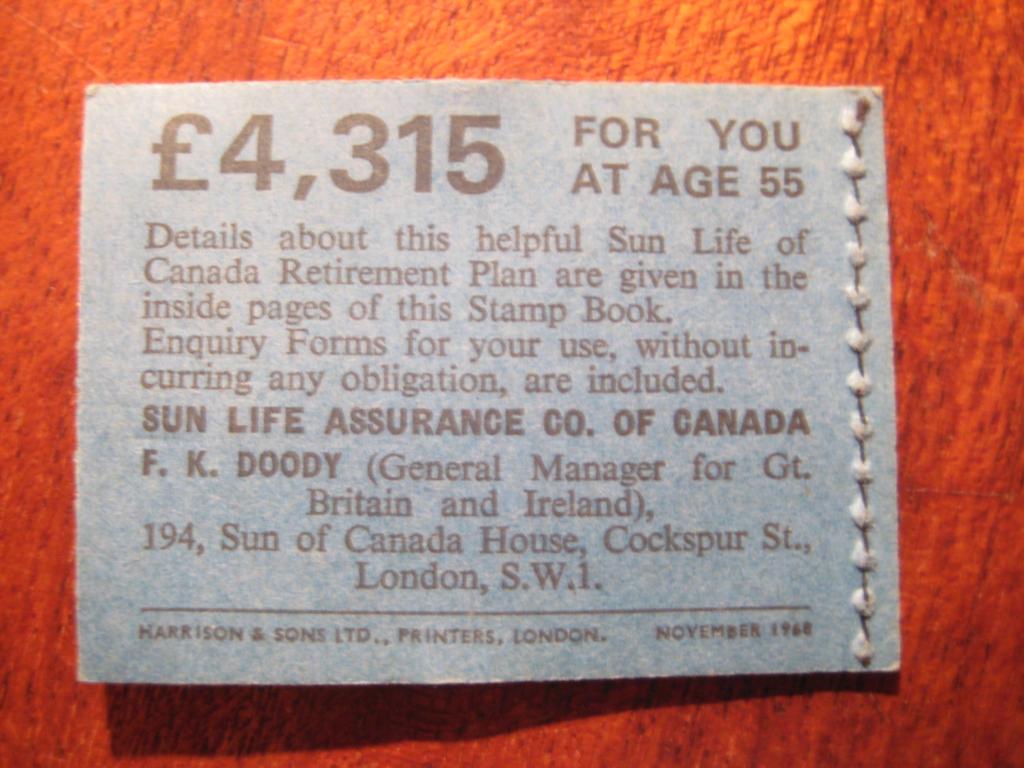 £4,315 FOR YOU
AT AGE 55
Details about this helpful Sun Life of
Canada Retirement Plan are given in the
inside pages of this Stamp Book.
Enquiry Forms for your use, without in-
curring any obligation, are included.
SUN LIFE ASSURANCE CO. OF CANADA
F. K. DOODY (General Manager for Gt.
Britain and Ireland),
194, Sun of Canada House, Cockspur St.,
London, S.W.1.
HARRISON & SONS LTD., PRINTERS, LONDON. NOVEMBER 1968